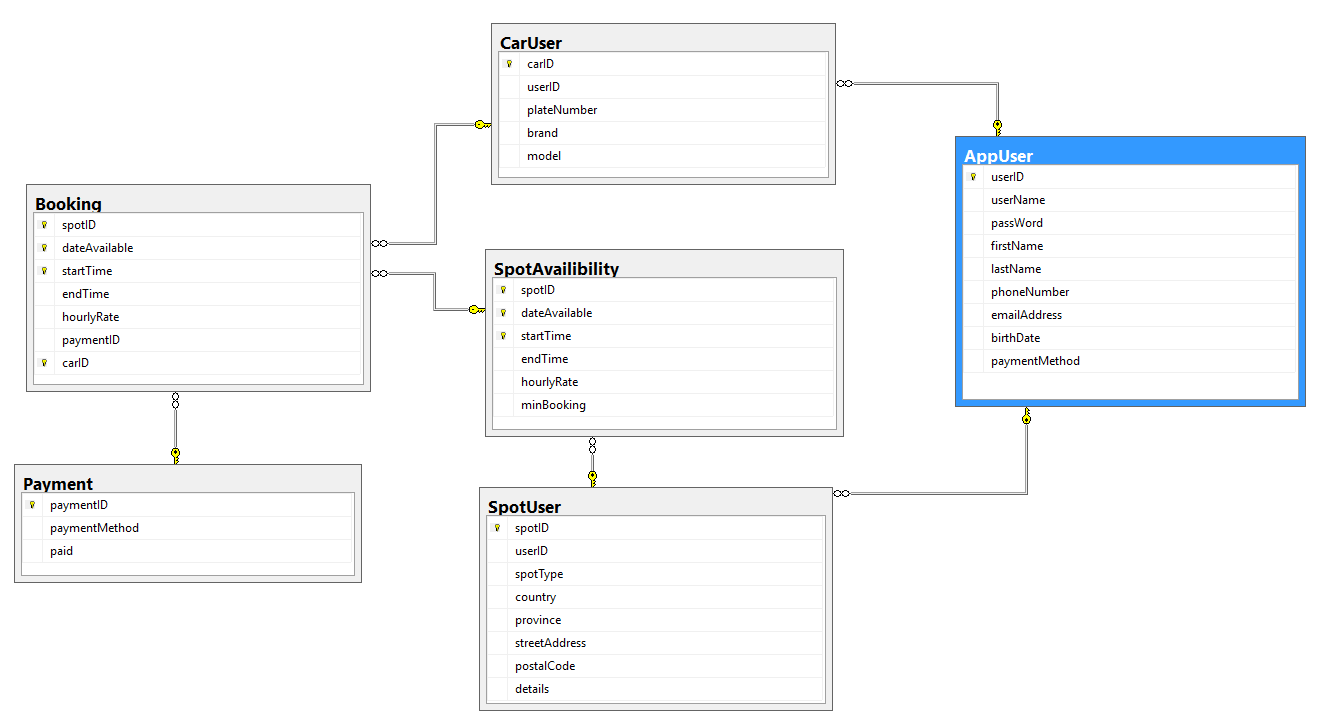 CarUser
carID
userID
plateNumber
brand
model
AppUser
userID
userName
passWord
firstName
lastName
phoneNumber
emailAddress
birthDate
paymentMethod
Booking
spotID
dateAvailable
startTime
endTime
hourlyRate
paymentID
carID
SpotAvailibility
spotID
dateAvailable
startTime
endTime
hourlyRate
minBooking
Payment
paymentID
paymentMethod
paid
SpotUser
spotID
userID
spotType
country
province
streetAddress
postalCode
details